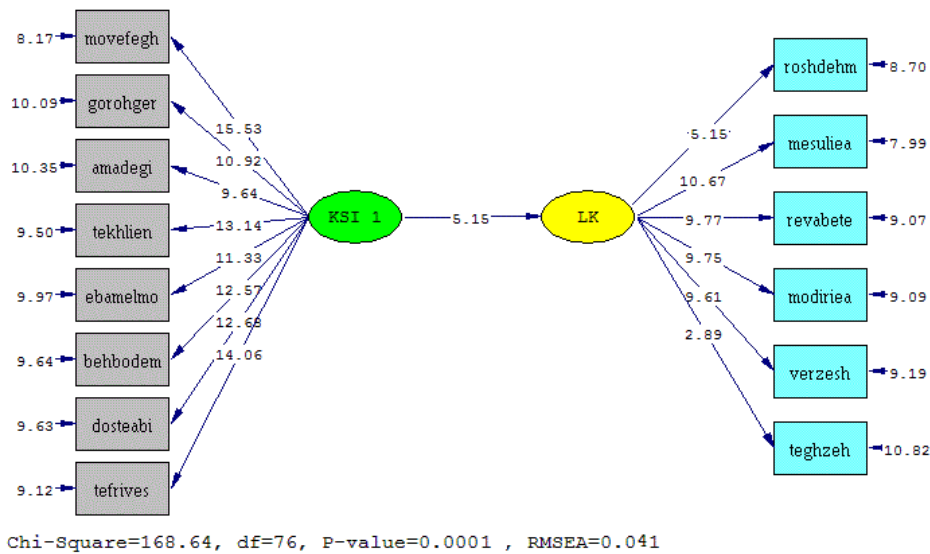 8.17 movefegh
10.09 gorohger
10.35 amadegi
9.50 tekhlien
9.97 ebamelmo
9.64 behbodem
9.63 dosteabi
9.12 tefrives
15.53
10.92
9.64
13.14
11.33
12.57
12.68
14.06
KSI 1
5.15
LK
5.15
10.67
9.77
9.75
9.61
2.89
roshdehm 8.70
mesuliea 7.99
revabete 9.07
modiriea 9.09
verzesh 9.19
teghzeh 10.82
Chi-Square=168.64, df=76, P-value=0.0001 , RMSEA=0.041